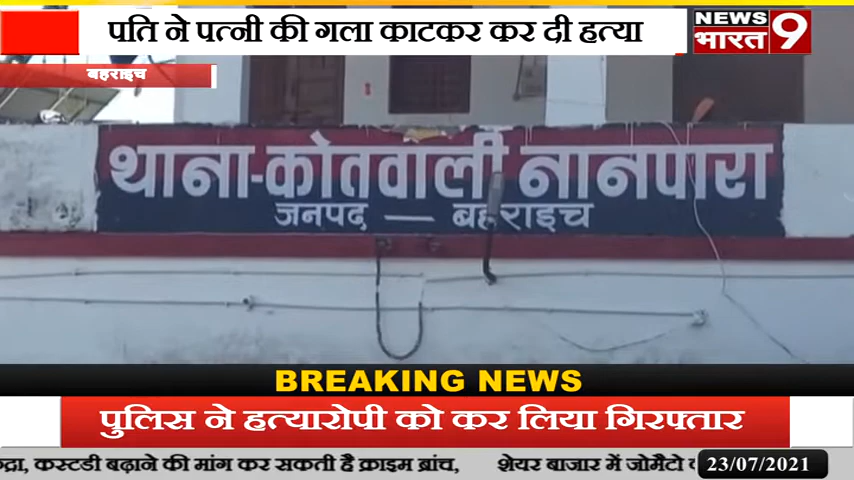 पति ने पत्नी की गला काटकर कर दी हत्या
NEWS
भारत 9
बहराइच
थाना-कोतवाली नानपारा
जनपद — बहराइच
BREAKING NEWS
पुलिस ने हत्यारोपी को कर लिया गिरफ्तार
कस्टडी बढ़ाने की मांग कर सकती है क्राइम ब्रांच, शेयर बाजार में जोमैटो
23/07/2021